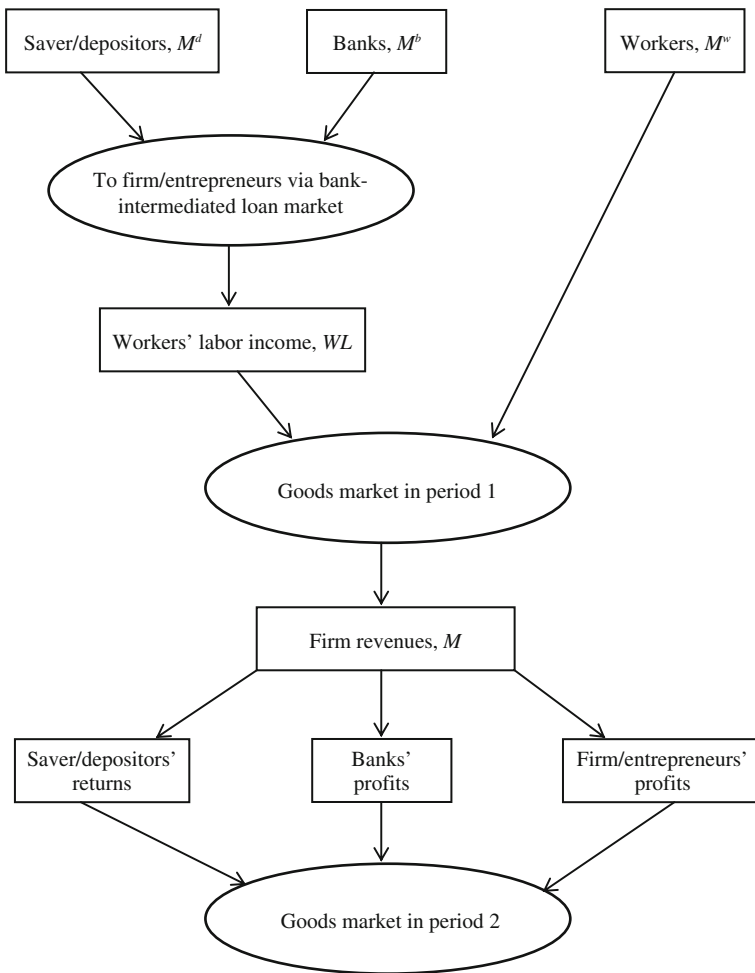 Saver/depositors, M^d
Banks, M^b
Workers, M^w
To firm/entrepreneurs via bank-
intermediated loan market
Workers’ labor income, WL
Goods market in period 1
Firm revenues, M
Saver/depositors’
returns
Banks’
profits
Firm/entrepreneurs’
profits
Goods market in period 2